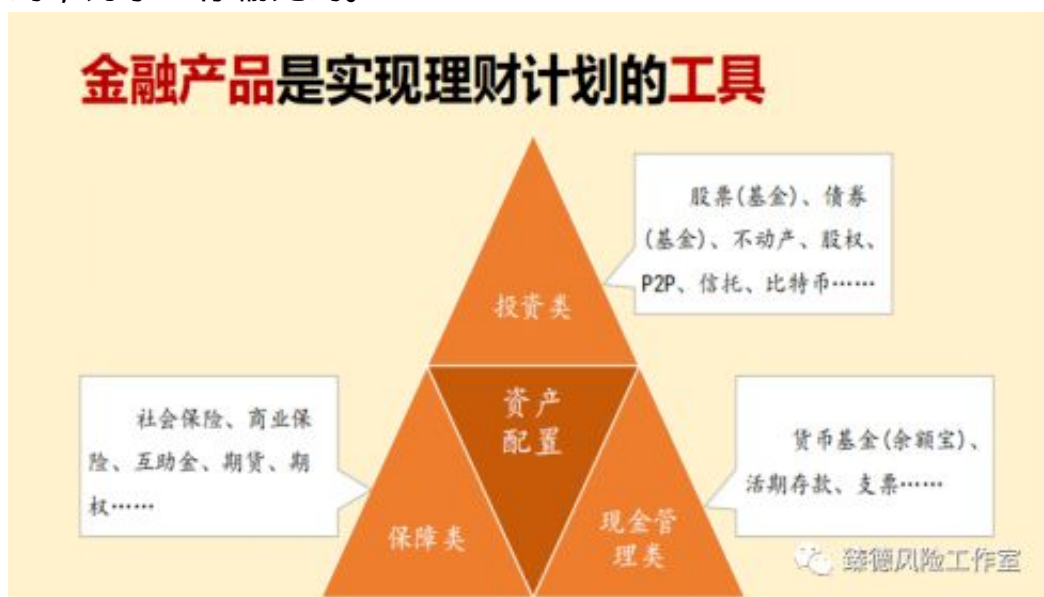 金融产品是实现理财计划的工具
股票(基金)、债券
(基金)、不动产、股权、
P2P、信托、比特币……
投资类
社会保险、商业保
险、互助金、期货、期
权……
资产
配置
货币基金(余额宝)、
活期存款、支票……
保障类
现金管
理类
臻德风险工作室